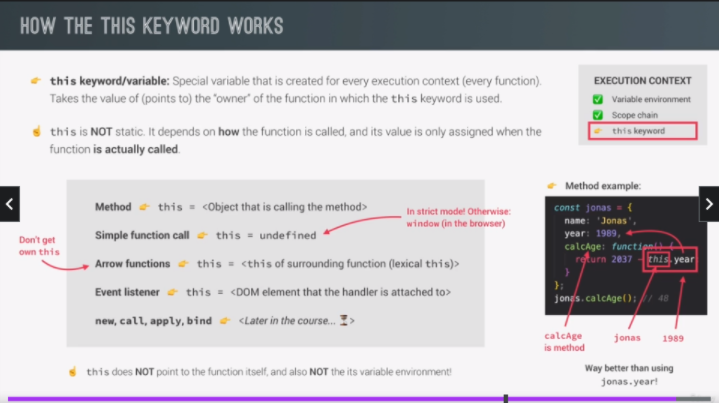 HOW THE THIS KEYWORD WORKS
👉 this keyword/variable: Special variable that is created for every execution context (every function).
Takes the value of (points to) the “owner” of the function in which the this keyword is used.
☝️ this is NOT static. It depends on how the function is called, and its value is only assigned when the
function is actually called.
EXECUTION CONTEXT
✅ Variable environment
✅ Scope chain
👉 this keyword
Method 👉 this = <Object that is calling the method>
Simple function call 👉 this = undefined
In strict mode! Otherwise:
window (in the browser)
Don't get
own this
Arrow functions 👉 this = <this of surrounding function (lexical this)>
Event listener 👉 this = <DOM element that the handler is attached to>
new, call, apply, bind 👉 <Later in the course... ⏳>
👉 Method example:
const jonas = {
name: 'Jonas',
year: 1989,
calcAge: function() {
return 2037 - this.year
}
};
jonas.calcAge(); // 48
calcAge
is method
jonas
1989
Way better than using
jonas.year!
☝️ this does NOT point to the function itself, and also NOT the its variable environment!